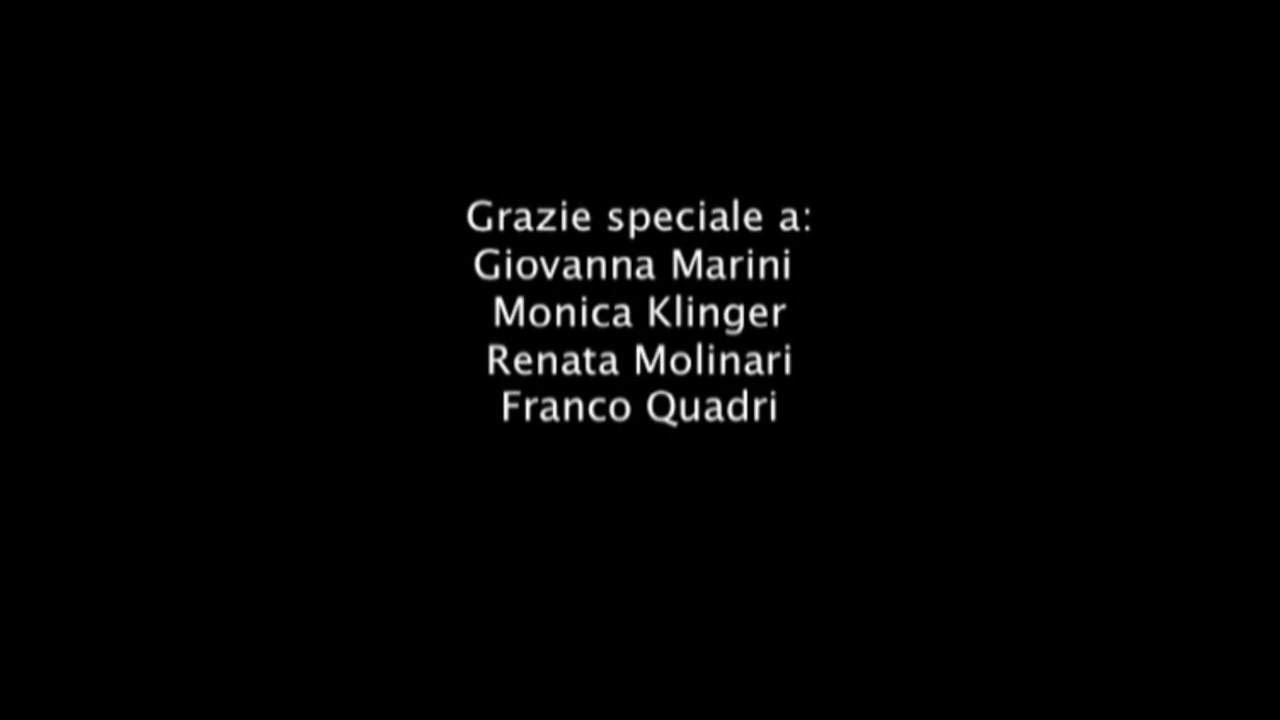 Grazie speciale a:
Giovanna Marini
Monica Klinger
Renata Molinari
Franco Quadri